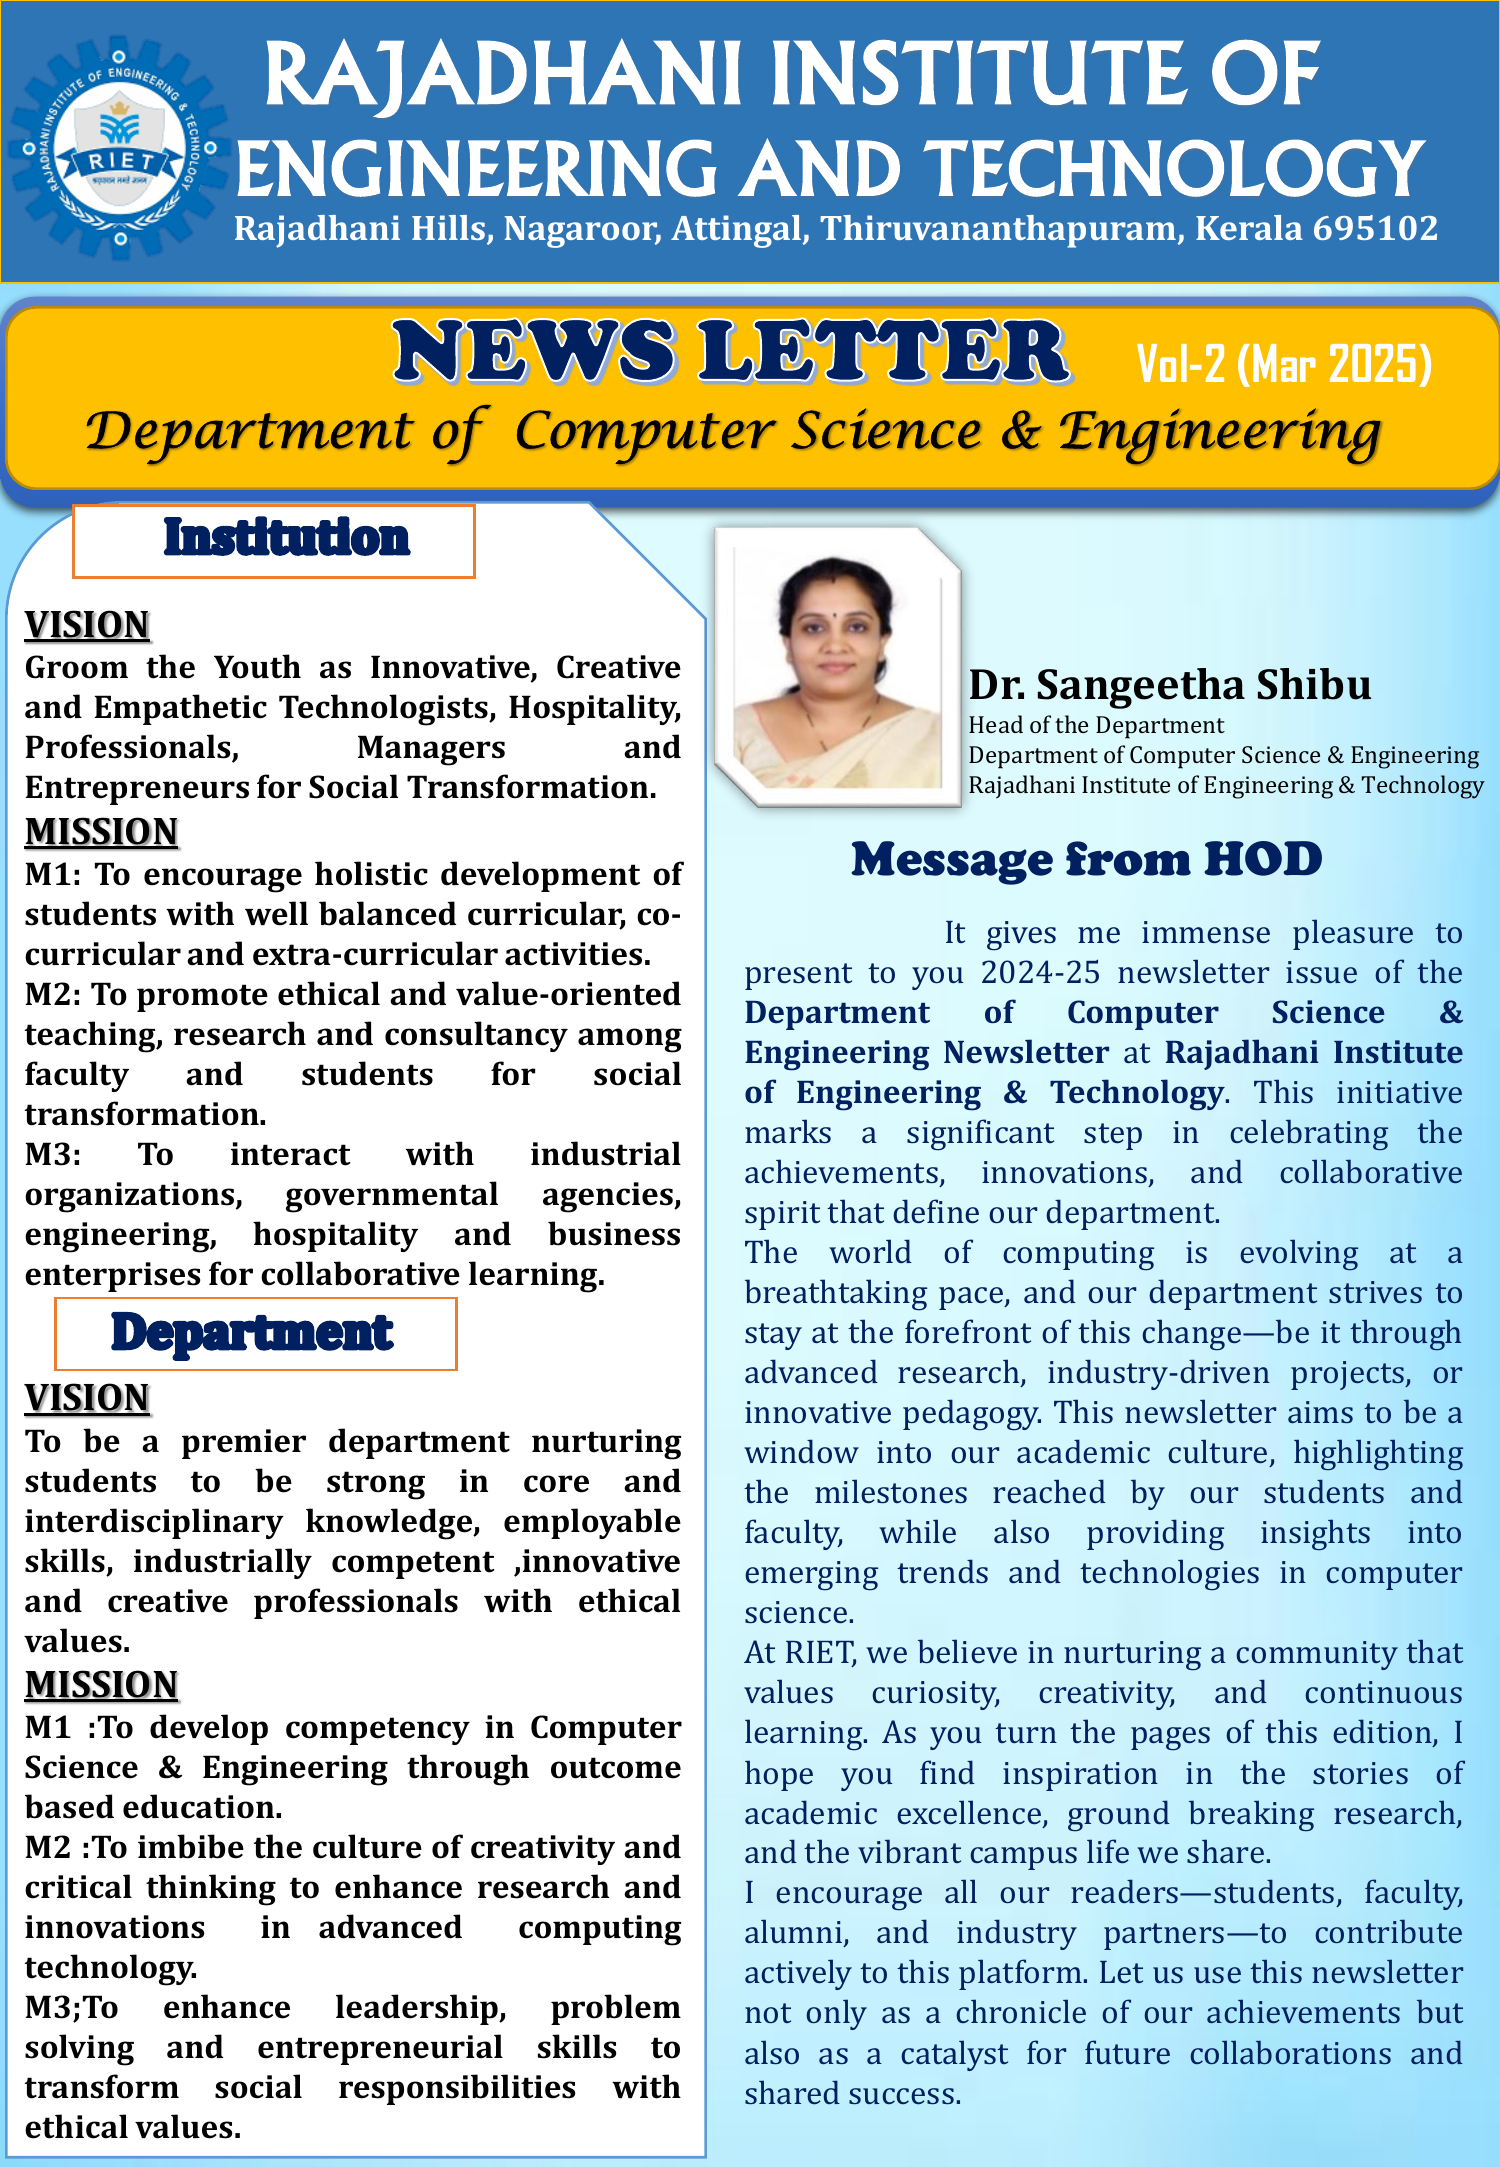 RAJADHANI INSTITUTE OF
ENGINEERING AND TECHNOLOGY
Rajadhani Hills, Nagaroor, Attingal, Thiruvananthapuram, Kerala 695102
RAJADHANI INSTITUTE OF ENGINEERING & TECHNOLOGY
RIET
NEWS LETTER
Vol-2 (Mar 2025)
Department of Computer Science & Engineering
Institution
VISION
Groom the Youth as Innovative, Creative
and Empathetic Technologists, Hospitality,
Professionals, Managers and
Entrepreneurs for Social Transformation.
MISSION
M1: To encourage holistic development of
students with well balanced curricular, co-
curricular and extra-curricular activities.
M2: To promote ethical and value-oriented
teaching, research and consultancy among
faculty and students for social
transformation.
M3: To interact with industrial
organizations, governmental agencies,
engineering, hospitality and business
enterprises for collaborative learning.
Department
VISION
To be a premier department nurturing
students to be strong in core and
interdisciplinary knowledge, employable
skills, industrially competent ,innovative
and creative professionals with ethical
values.
MISSION
M1 :To develop competency in Computer
Science & Engineering through outcome
based education.
M2 :To imbibe the culture of creativity and
critical thinking to enhance research and
innovations in advanced computing
technology.
M3;To enhance leadership, problem
solving and entrepreneurial skills to
transform social responsibilities with
ethical values.
Dr. Sangeetha Shibu
Head of the Department
Department of Computer Science & Engineering
Rajadhani Institute of Engineering & Technology
Message from HOD
It gives me immense pleasure to
present to you 2024-25 newsletter issue of the
Department of Computer Science &
Engineering Newsletter at Rajadhani Institute
of Engineering & Technology. This initiative
marks a significant step in celebrating the
achievements, innovations, and collaborative
spirit that define our department.
The world of computing is evolving at a
breathtaking pace, and our department strives to
stay at the forefront of this change—be it through
advanced research, industry-driven projects, or
innovative pedagogy. This newsletter aims to be a
window into our academic culture, highlighting
the milestones reached by our students and
faculty, while also providing insights into
emerging trends and technologies in computer
science.
At RIET, we believe in nurturing a community that
values curiosity, creativity, and continuous
learning. As you turn the pages of this edition, I
hope you find inspiration in the stories of
academic excellence, ground breaking research,
and the vibrant campus life we share.
I encourage all our readers—students, faculty,
alumni, and industry partners—to contribute
actively to this platform. Let us use this newsletter
not only as a chronicle of our achievements but
also as a catalyst for future collaborations and
shared success.